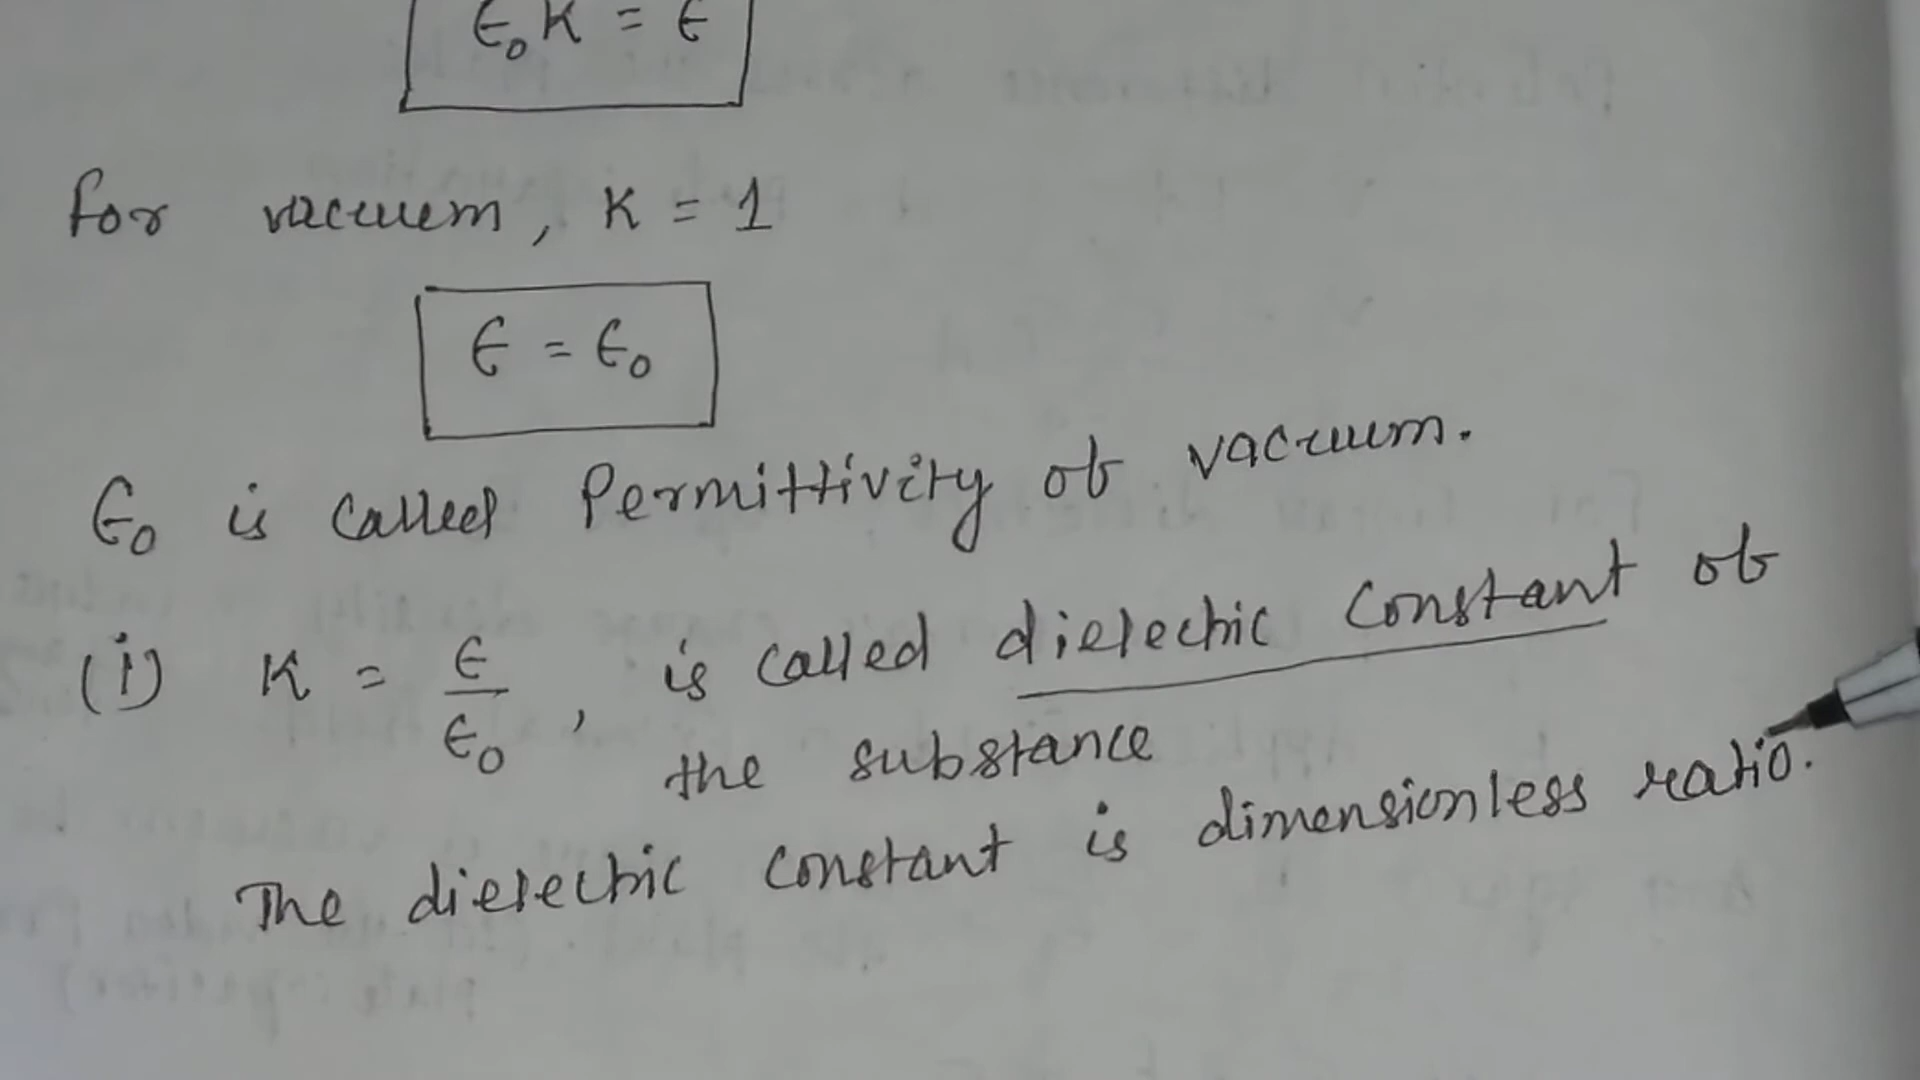 ϵ₀K = ϵ
for vacuum, K = 1
ϵ = ϵ₀
ϵ₀ is called Permittivity of vacuum.
(i) K = ϵ/ϵ₀, is called dielectric constant of
the substance
The dielectric constant is dimensionless ratio.